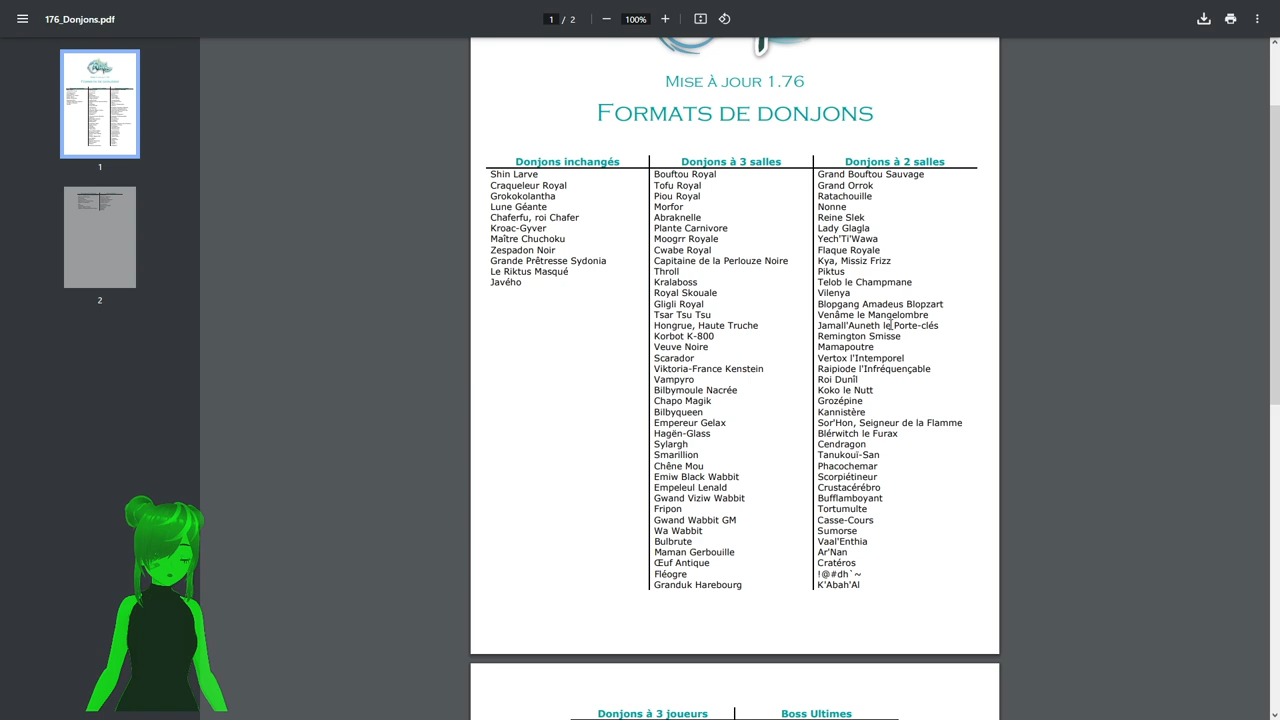 176_Donjons.pdf
1 / 2
100%
1
2
Mise à jour 1.76
Formats de donjons
Donjons inchangés
Shin Larve
Craqueleur Royal
Grokokolantha
Lune Géante
Chaferfu, roi Chafer
Kroac-Gyver
Maître Chuchoku
Zespadon Noir
Grande Prêtresse Sydonia
Le Riktus Masqué
Javého
Donjons à 3 salles
Bouftou Royal
Tofu Royal
Piou Royal
Morfor
Abraknelle
Plante Carnivore
Moogrr Royale
Cwabe Royal
Capitaine de la Perlouze Noire
Throll
Kralaboss
Royal Skouale
Gligli Royal
Tsar Tsu Tsu
Hongrue, Haute Truche
Korbot K-800
Veuve Noire
Scarador
Viktoria-France Kenstein
Vampyro
Bilbymoule Nacrée
Chapo Magik
Bilbyqueen
Empereur Gelax
Hagën-Glass
Sylargh
Smarillion
Chêne Mou
Emiw Black Wabbit
Empeleul Lenald
Gwand Viziw Wabbit
Fripon
Gwand Wabbit GM
Wa Wabbit
Bulbrute
Maman Gerbouille
Œuf Antique
Fléogre
Granduk Harebourg
Donjons à 2 salles
Grand Bouftou Sauvage
Grand Orrok
Ratachouille
Nonne
Reine Slek
Lady Glagla
Yech'Ti'Wawa
Flaque Royale
Kya, Missiz Frizz
Piktus
Telob le Champmane
Vilenya
Blopgang Amadeus Blopzart
Venâme le Mangelombre
Jamall'Auneth le Porte-clés
Remington Smisse
Mamapoutre
Vertox l'Intemporel
Raipiode l'Infréquençable
Roi Dunîl
Koko le Nutt
Grozépine
Kannistère
Sor'Hon, Seigneur de la Flamme
Blérwitch le Furax
Cendragon
Tanukouï-San
Phacochemar
Scorpiétineur
Crustacérébro
Bufflamboyant
Tortumulte
Casse-Cours
Sumorse
Vaal'Enthia
Ar'Nan
Cratéros
!@#dh`~
K'Abah'Al
Donjons à 3 joueurs
Boss Ultimes